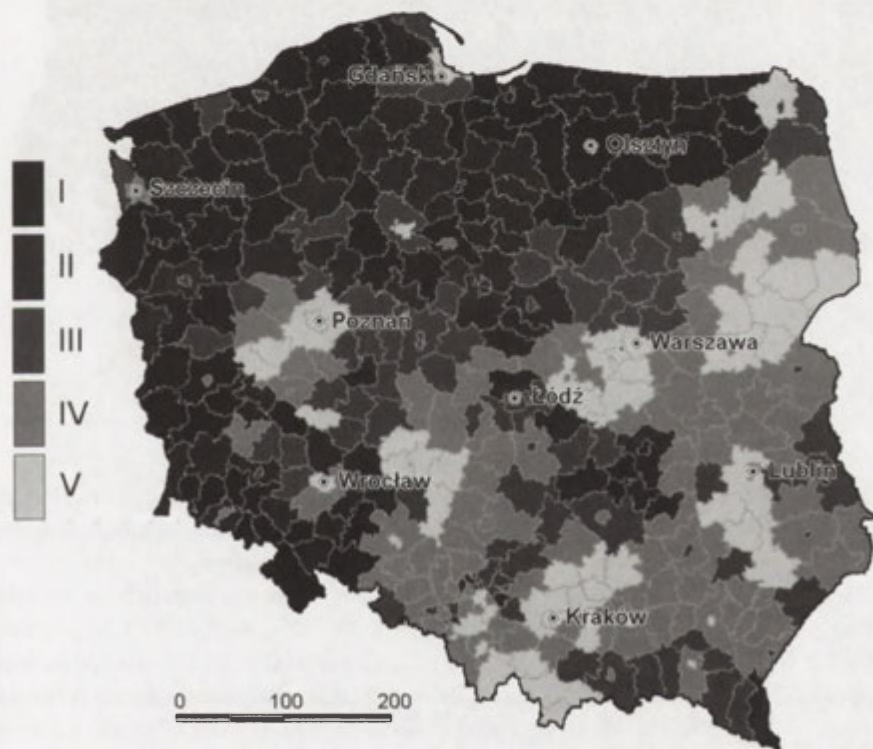 Gdańsk
Olsztyn
I
Szczecin
II
III
Poznań
Warszawa
IV
Łódź
V
Lublin
Wrocław
Kraków
0 100 200